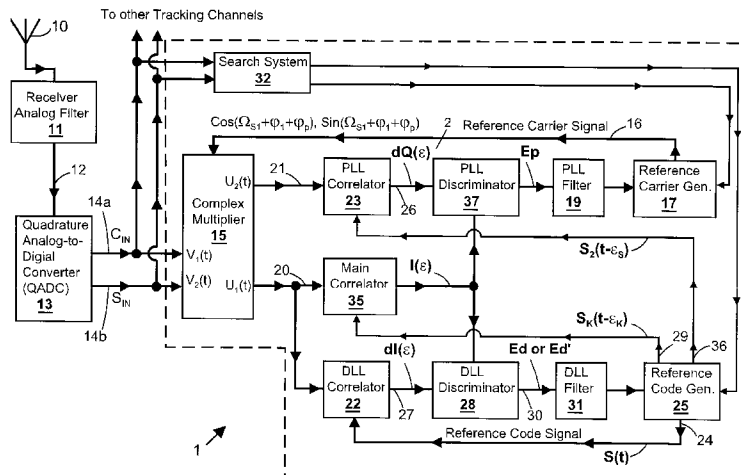 To other Tracking Channels
10
Search System
32
Receiver
Analog Filter
11
Cos(Ωs1+φ1+φp), Sin(Ωs1+φ1+φp)
2
Reference Carrier Signal
16
12
14a
21
dQ(ε)
Ep
U2(t)
PLL
Correlator
23
26
PLL
Discriminator
37
PLL
Filter
19
Reference
Carrier Gen.
17
Complex
Multiplier
15
Quadrature
Analog-to-
Digial
Converter
(QADC)
13
CIN
V1(t)
S2(t-εS)
20
I(ε)
V2(t)
U1(t)
Main
Correlator
35
SIN
14b
SK(t-εK)
29
36
dI(ε)
Ed or Ed'
DLL
Correlator
22
27
DLL
Discriminator
28
30
DLL
Filter
31
Reference
Code Gen.
25
24
1
Reference Code Signal
S(t)